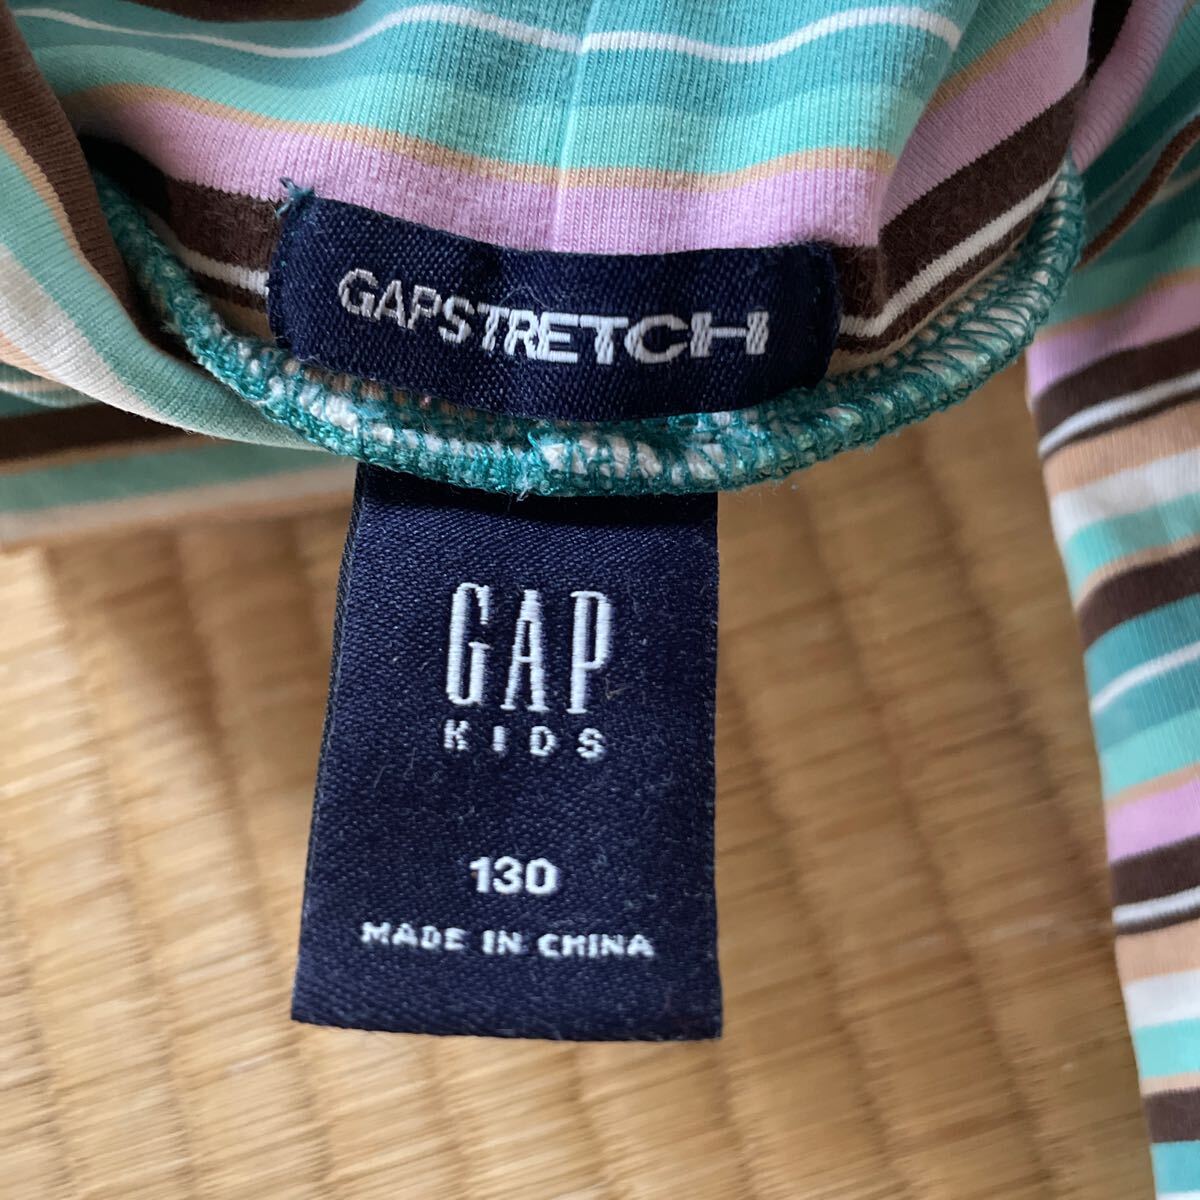 GAPSTRETCH
GAP
KIDS
130
MADE IN CHINA